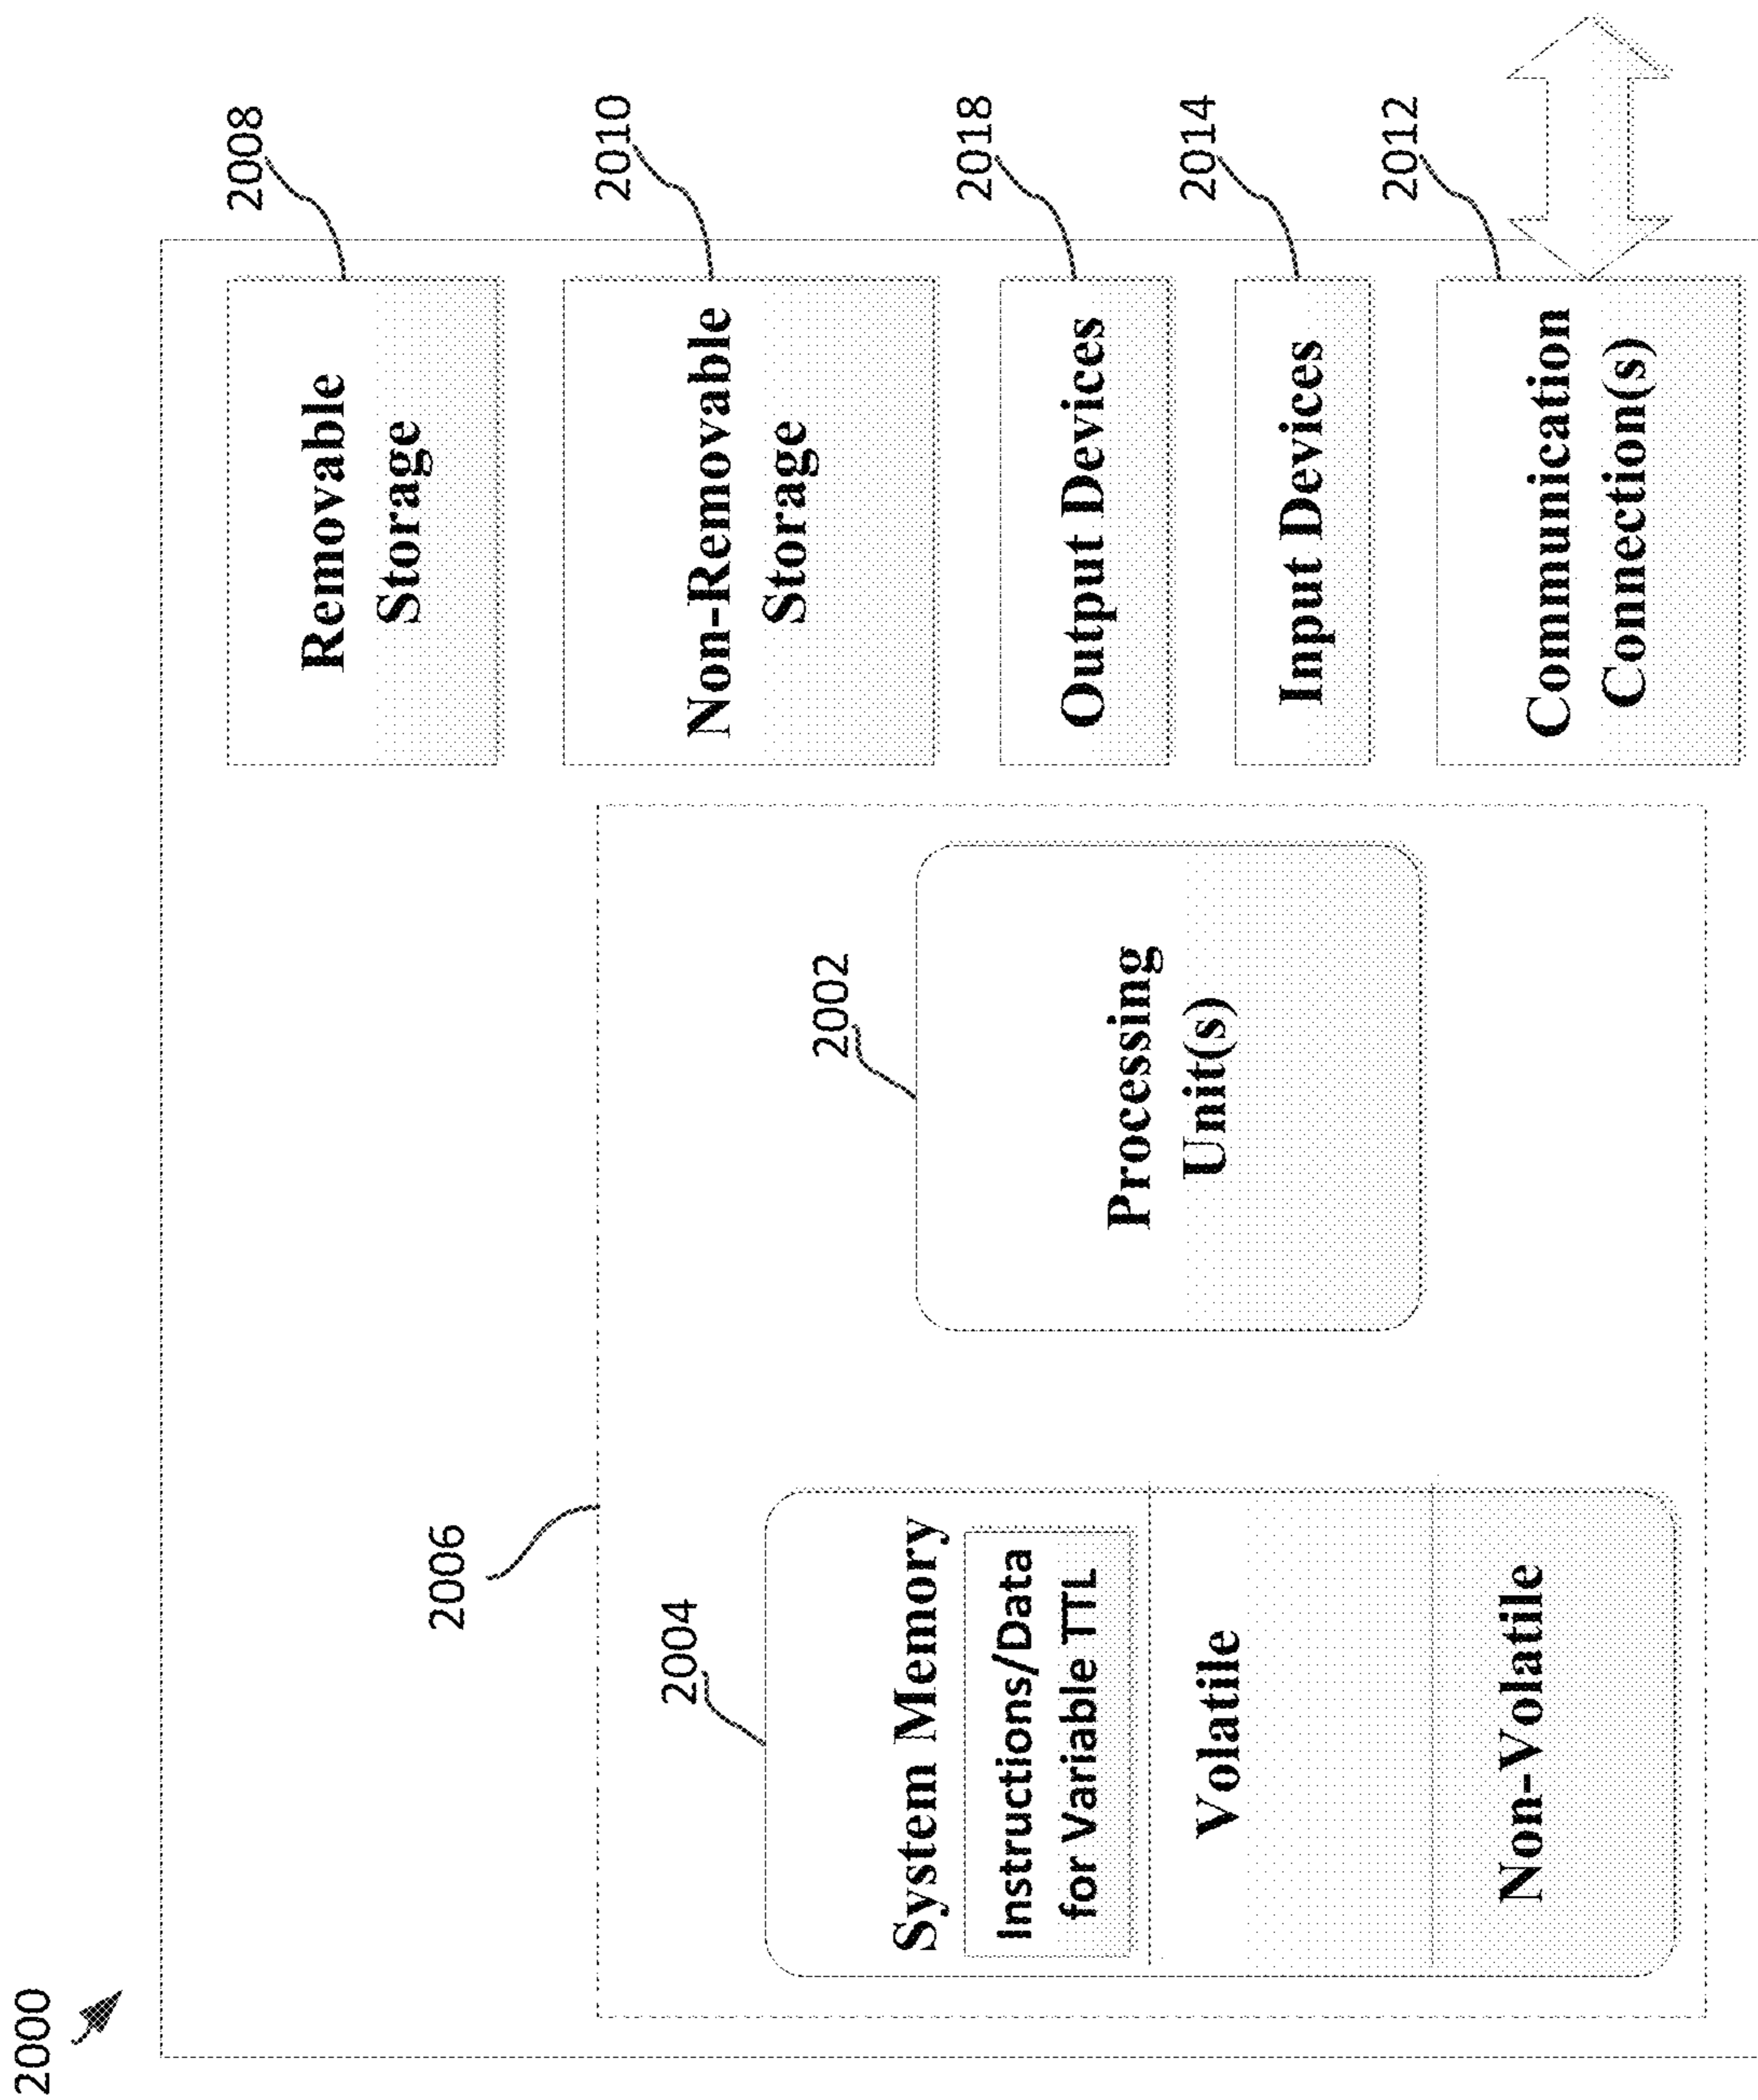 2000
2006
2004
System Memory
Instructions/Data
for Variable TTL
Volatile
Non-Volatile
2002
Processing
Unit(s)
2008
Removable
Storage
2010
Non-Removable
Storage
2018
Output Devices
2014
Input Devices
2012
Communication
Connection(s)